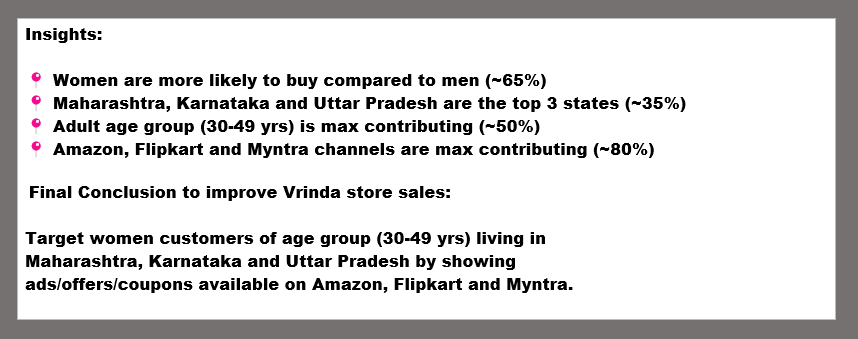 Insights:
Women are more likely to buy compared to men (~65%)
Maharashtra, Karnataka and Uttar Pradesh are the top 3 states (~35%)
Adult age group (30-49 yrs) is max contributing (~50%)
Amazon, Flipkart and Myntra channels are max contributing (~80%)
Final Conclusion to improve Vrinda store sales:
Target women customers of age group (30-49 yrs) living in
Maharashtra, Karnataka and Uttar Pradesh by showing
ads/offers/coupons available on Amazon, Flipkart and Myntra.